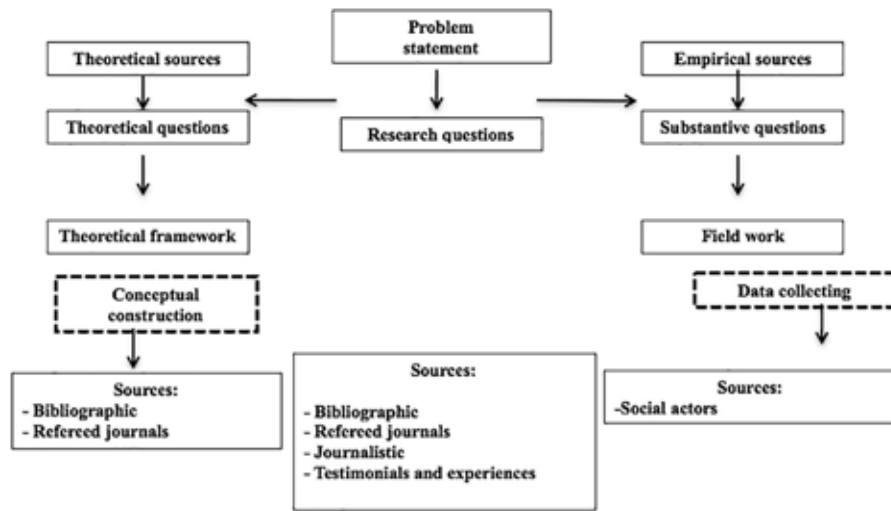 Problem
statement
Theoretical sources
Empirical sources
Theoretical questions
Research questions
Substantive questions
Theoretical framework
Field work
Conceptual
construction
Data collecting
Sources:
- Bibliographic
- Refereed journals
Sources:
- Bibliographic
- Refereed journals
- Journalistic
- Testimonials and experiences
Sources:
-Social actors